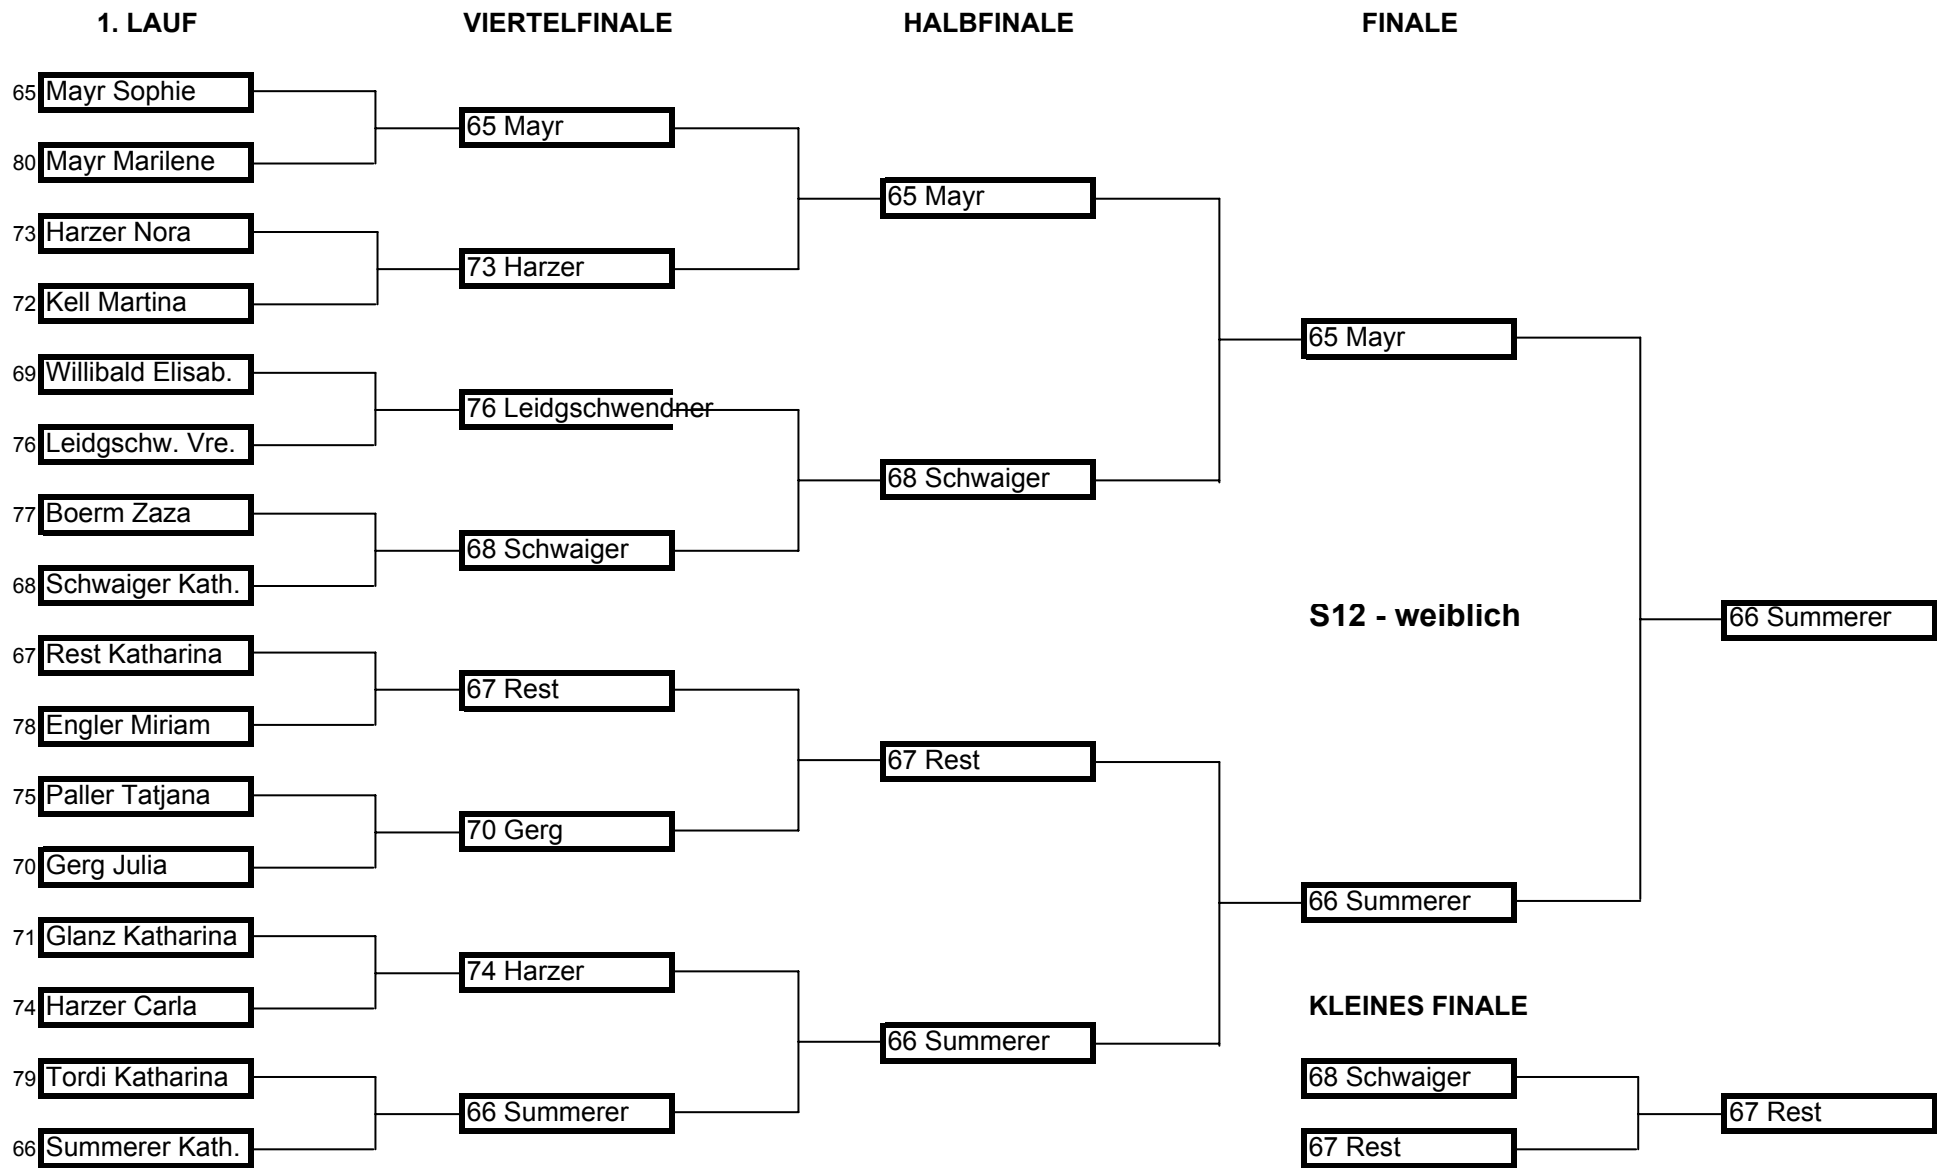 1. LAUF
VIERTELFINALE
HALBFINALE
FINALE
65 Mayr Sophie
80 Mayr Marilene
73 Harzer Nora
72 Kell Martina
69 Willibald Elisab.
76 Leidgschw. Vre.
77 Boerm Zaza
68 Schwaiger Kath.
67 Rest Katharina
78 Engler Miriam
75 Paller Tatjana
70 Gerg Julia
71 Glanz Katharina
74 Harzer Carla
79 Tordi Katharina
66 Summerer Kath.
65 Mayr
73 Harzer
76 Leidgschwendner
68 Schwaiger
67 Rest
70 Gerg
74 Harzer
66 Summerer
65 Mayr
68 Schwaiger
67 Rest
66 Summerer
65 Mayr
S12 - weiblich
66 Summerer
66 Summerer
KLEINES FINALE
68 Schwaiger
67 Rest
67 Rest